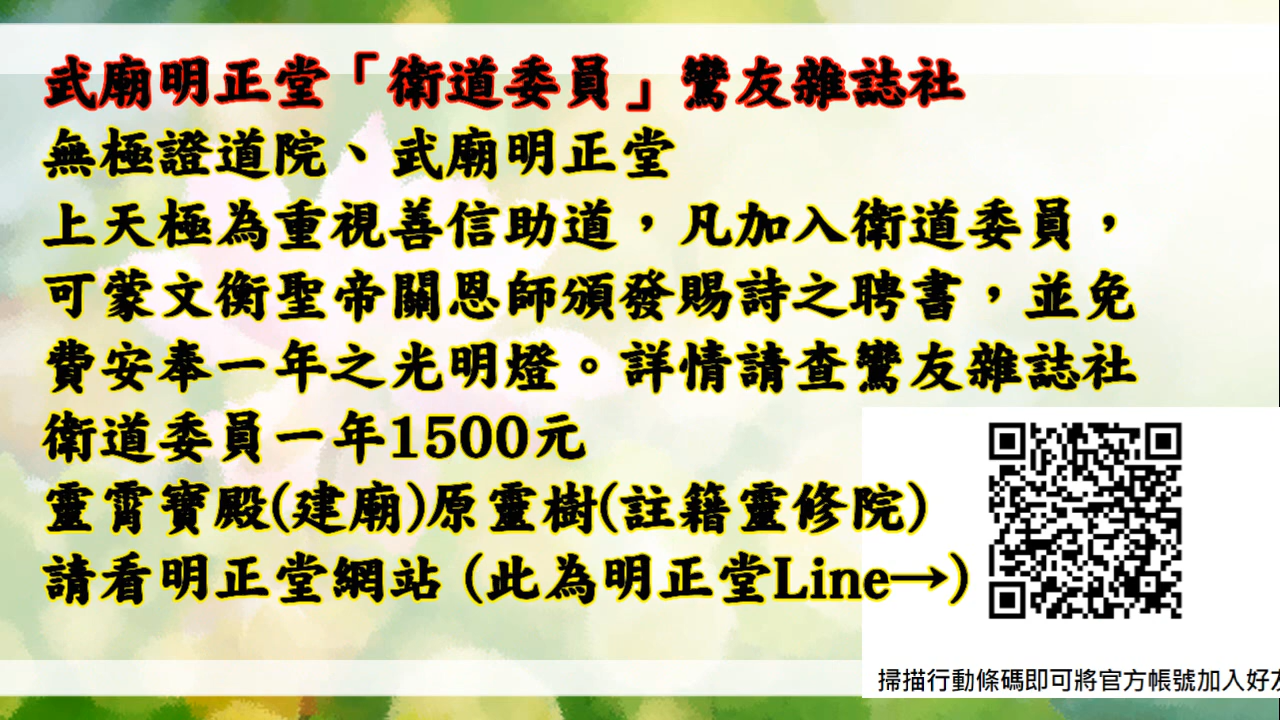 武廟明正堂「衛道委員」鸞友雜誌社
無極證道院、武廟明正堂
上天極為重視善信助道，凡加入衛道委員，
可蒙文衡聖帝關恩師頒發賜詩之聘書，並免
費安奉一年之光明燈。詳情請查鸞友雜誌社
衛道委員一年1500元
靈霄寶殿(建廟)原靈樹(註籍靈修院)
請看明正堂網站 (此為明正堂Line→)
掃描行動條碼即可將官方帳號加入好友